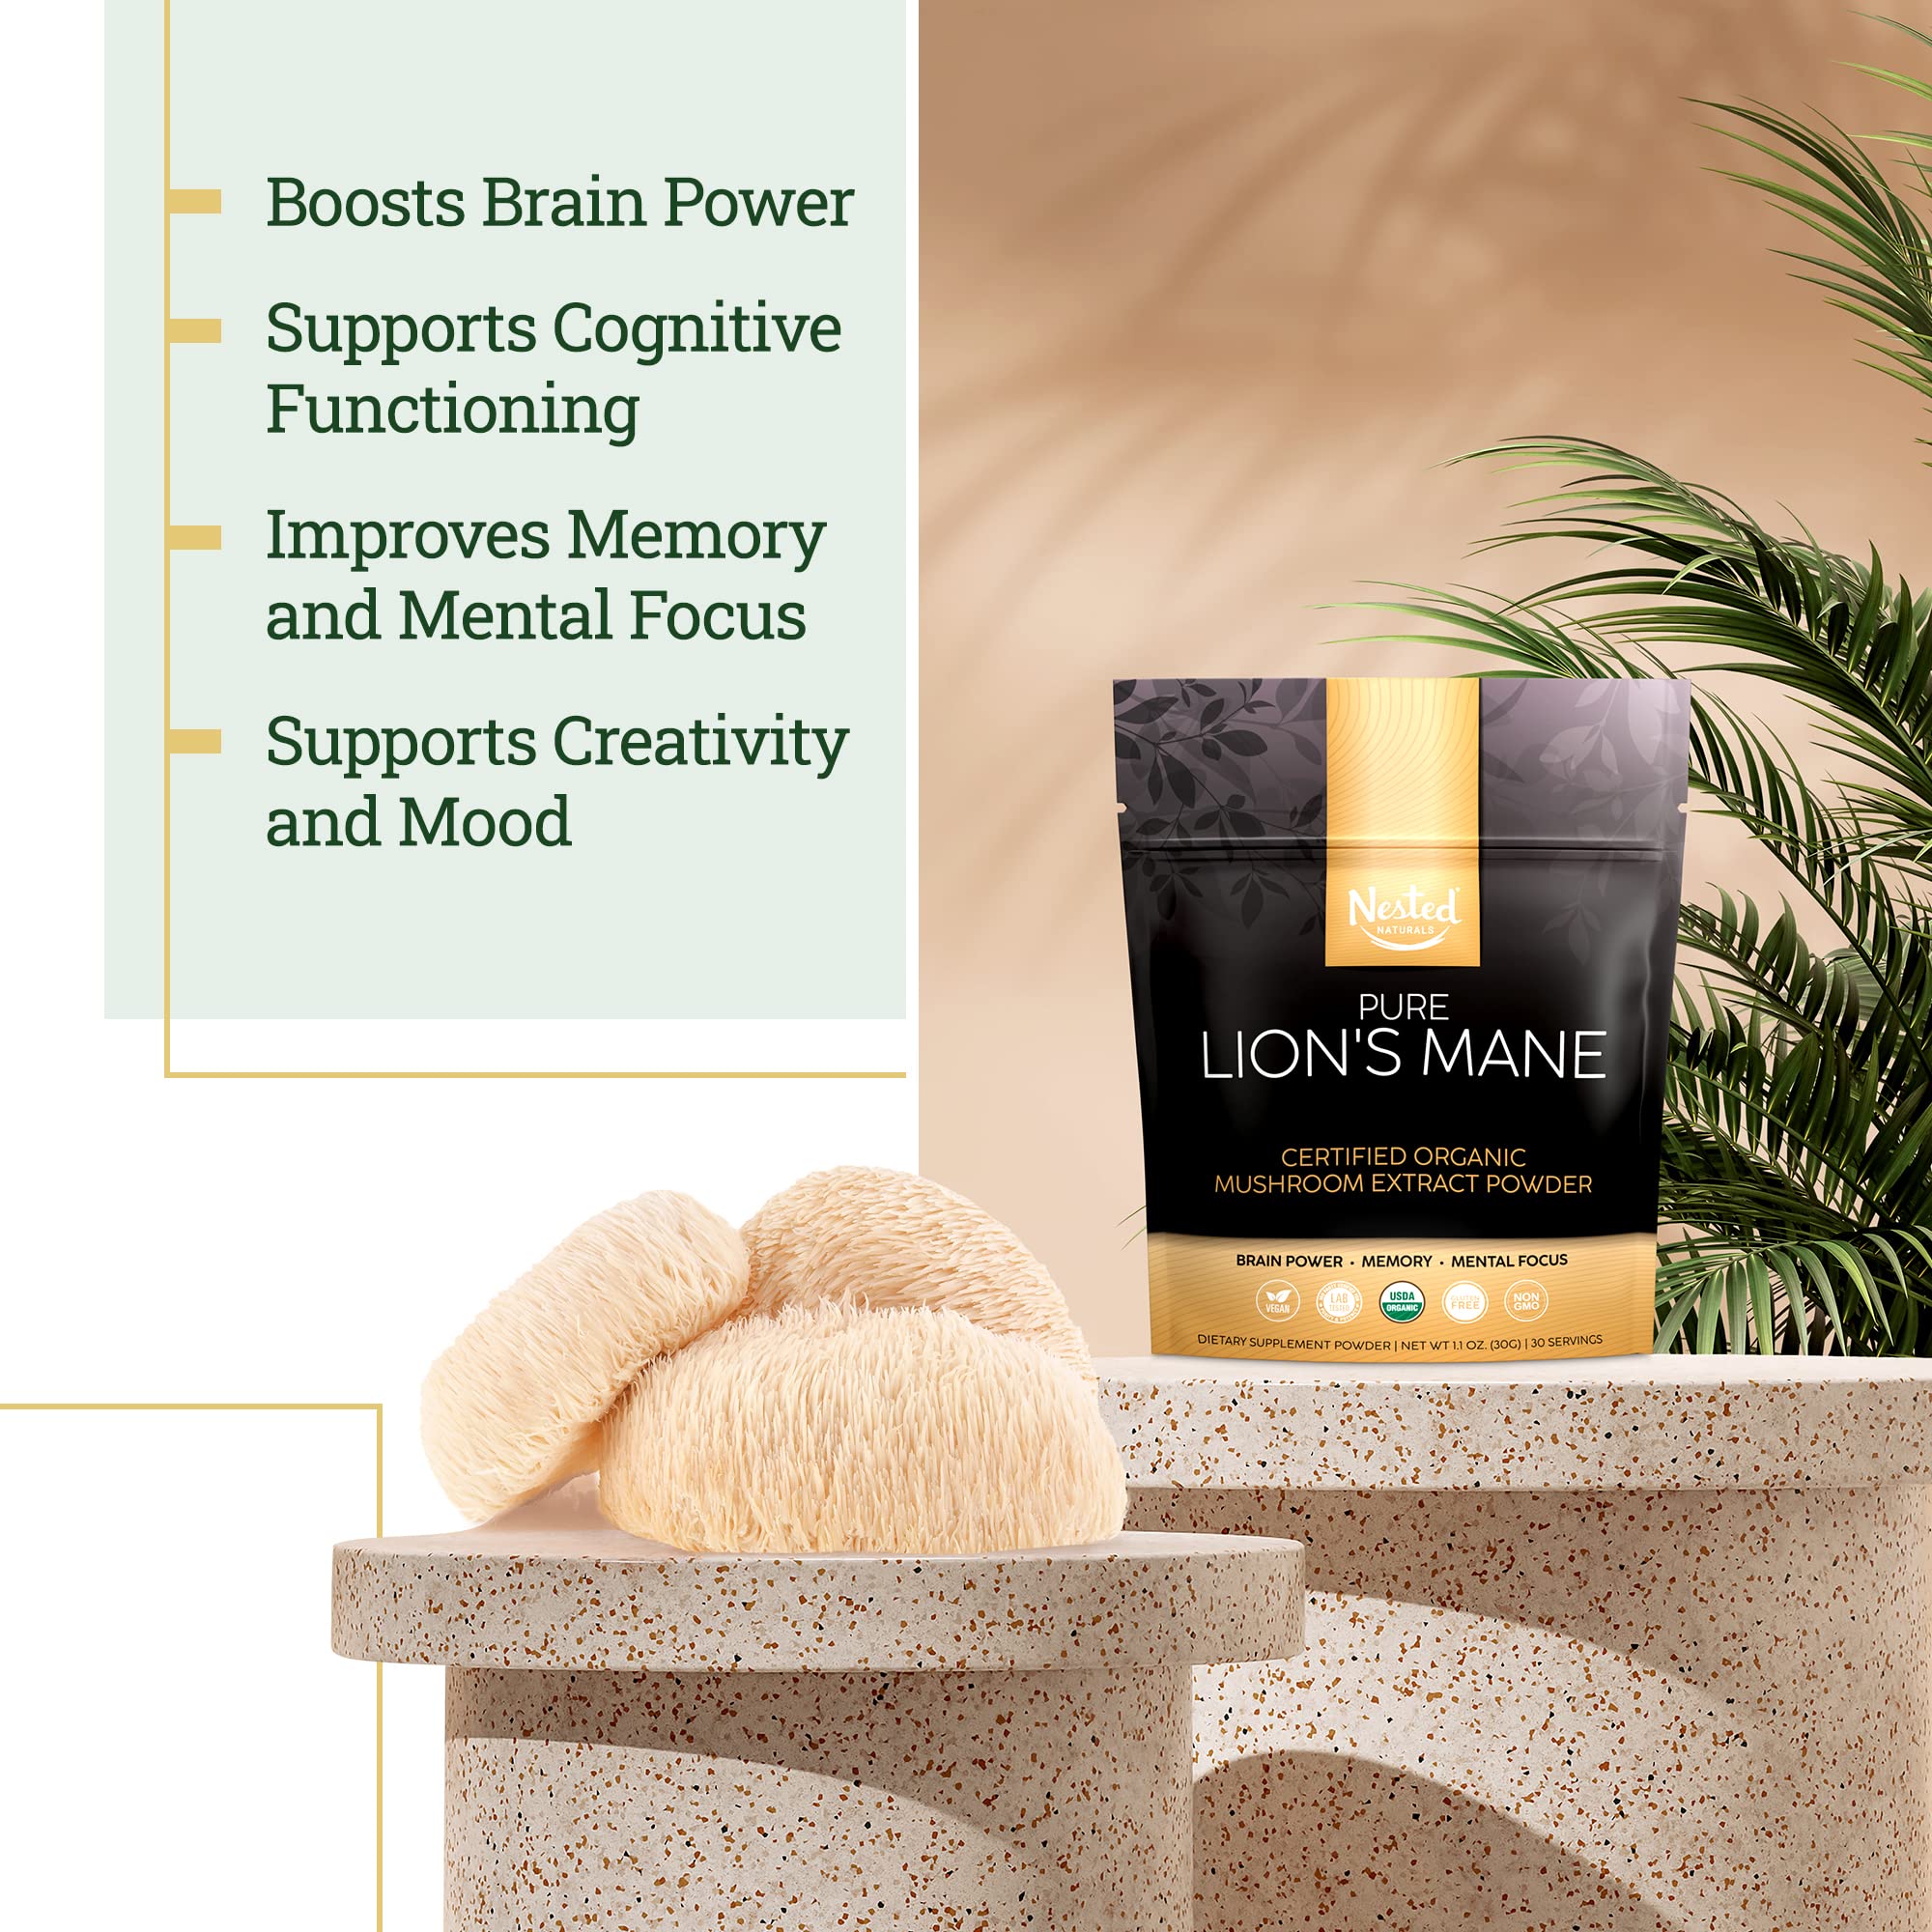 Boosts Brain Power
Supports Cognitive
Functioning
Improves Memory
and Mental Focus
Supports Creativity
and Mood
Nested
NATURALS
PURE
LION'S MANE
CERTIFIED ORGANIC
MUSHROOM EXTRACT POWDER
BRAIN POWER · MEMORY · MENTAL FOCUS
VEGAN
LAB
TESTED
USDA
ORGANIC
GLUTEN
FREE
NON
GMO
DIETARY SUPPLEMENT POWDER | NET WT 1.1 OZ. (30G) | 30 SERVINGS